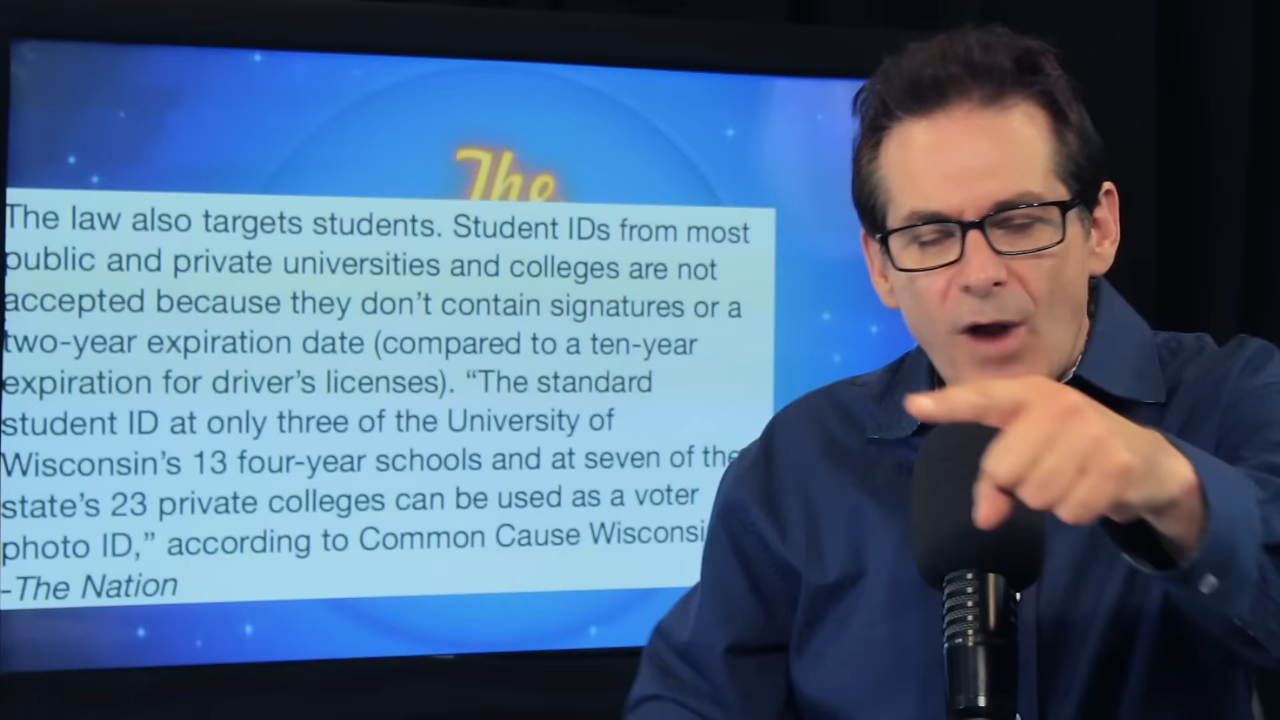 The
The law also targets students. Student IDs from most
public and private universities and colleges are not
accepted because they don’t contain signatures or a
two-year expiration date (compared to a ten-year
expiration for driver’s licenses). “The standard
student ID at only three of the University of
Wisconsin’s 13 four-year schools and at seven of the
state’s 23 private colleges can be used as a voter
photo ID,” according to Common Cause Wisconsi
-The Nation